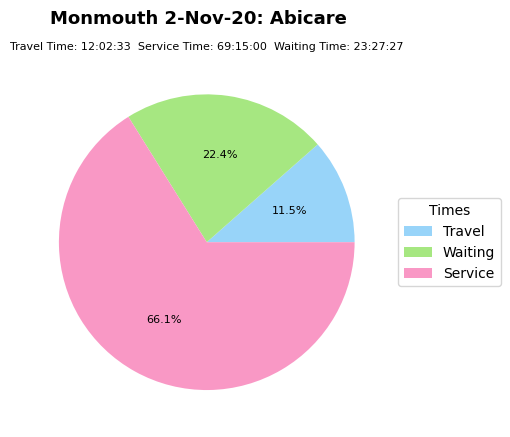 Monmouth 2-Nov-20: Abicare
Travel Time: 12:02:33  Service Time: 69:15:00  Waiting Time: 23:27:27
22.4%
11.5%
66.1%
Times
Travel
Waiting
Service